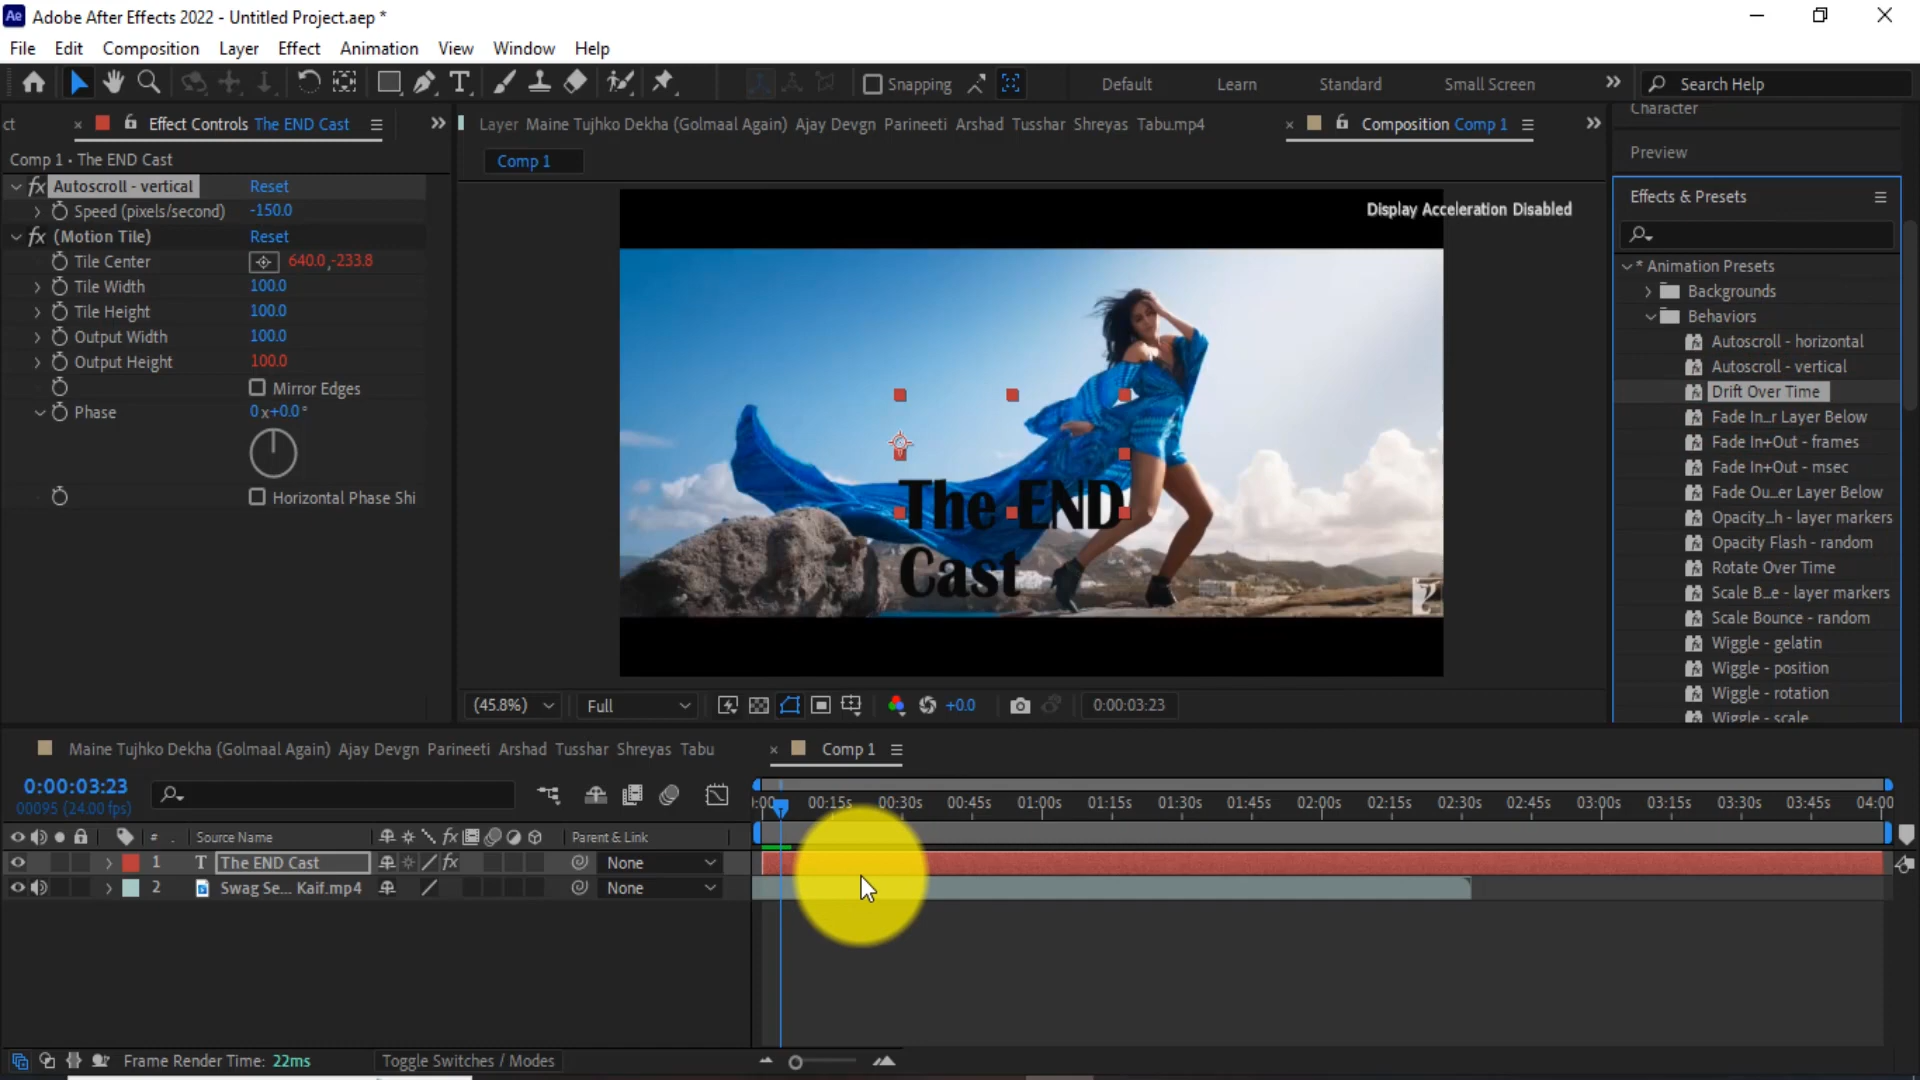 Adobe After Effects 2022 - Untitled Project.aep *
File Edit Composition Layer Effect Animation View Window Help
Snapping Default Learn Standard Small Screen Search Help
ct Effect Controls The END Cast
Layer Maine Tujhko Dekha (Golmaal Again) Ajay Devgn Parineeti Arshad Tusshar Shreyas Tabu.mp4
Composition Comp 1
Character
Comp 1 • The END Cast
Comp 1
Preview
Autoscroll - vertical Reset
Speed (pixels/second) -150.0
(Motion Tile) Reset
Tile Center 640.0,-233.8
Tile Width 100.0
Tile Height 100.0
Output Width 100.0
Output Height 100.0
Mirror Edges
Phase 0x+0.0°
Horizontal Phase Shi
Display Acceleration Disabled
The END
Cast
(45.8%) Full +0.0 0:00:03:23
Effects & Presets
* Animation Presets
Backgrounds
Behaviors
Autoscroll - horizontal
Autoscroll - vertical
Drift Over Time
Fade In...r Layer Below
Fade In+Out - frames
Fade In+Out - msec
Fade Ou...er Layer Below
Opacity...h - layer markers
Opacity Flash - random
Rotate Over Time
Scale B...e - layer markers
Scale Bounce - random
Wiggle - gelatin
Wiggle - position
Wiggle - rotation
Wiggle - scale
Maine Tujhko Dekha (Golmaal Again) Ajay Devgn Parineeti Arshad Tusshar Shreyas Tabu
Comp 1
0:00:03:23
00095 (24.00 fps)
:00s 00:15s 00:30s 00:45s 01:00s 01:15s 01:30s 01:45s 02:00s 02:15s 02:30s 02:45s 03:00s 03:15s 03:30s 03:45s 04:00
# . Source Name fx Parent & Link
1 T The END Cast fx None
2 Swag Se... Kaif.mp4 None
Frame Render Time: 22ms Toggle Switches / Modes